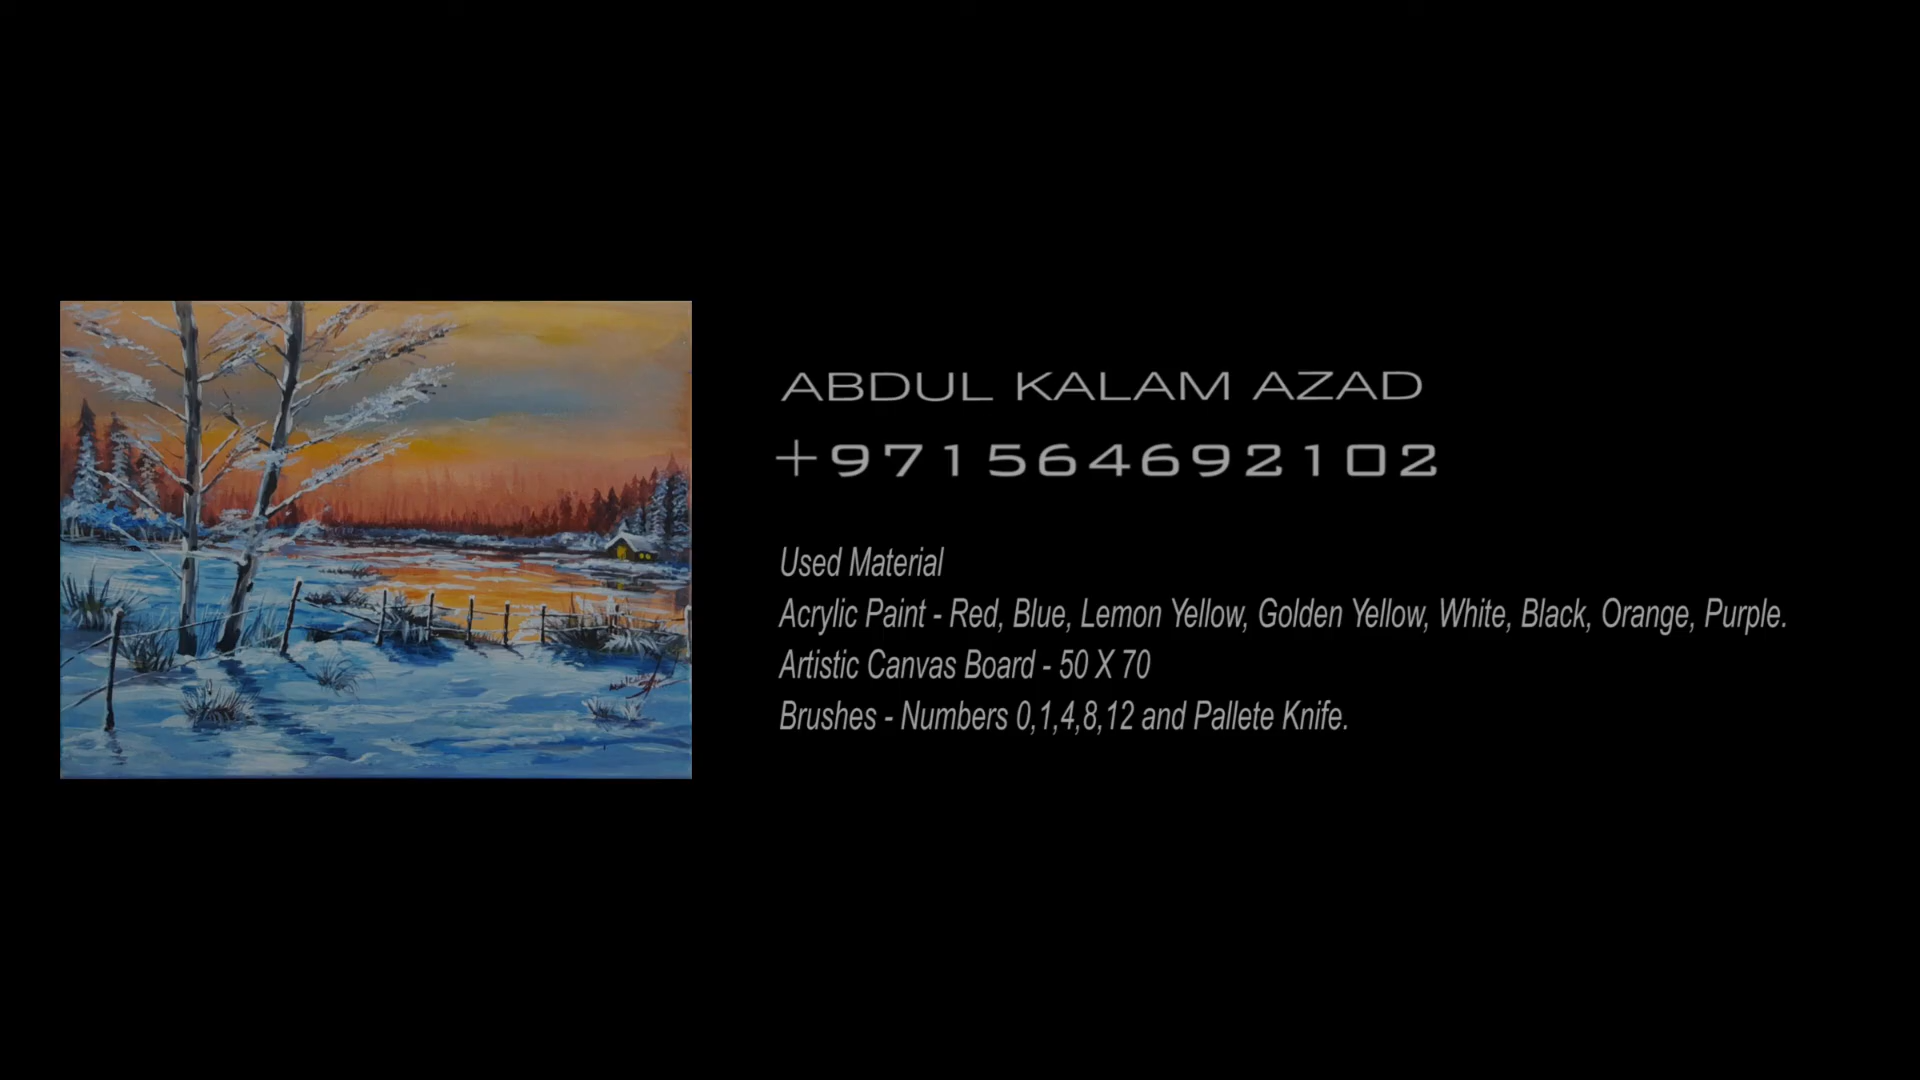 ABDUL KALAM AZAD
+971564692102
Used Material
Acrylic Paint - Red, Blue, Lemon Yellow, Golden Yellow, White, Black, Orange, Purple.
Artistic Canvas Board - 50 X 70
Brushes - Numbers 0,1,4,8,12 and Pallete Knife.